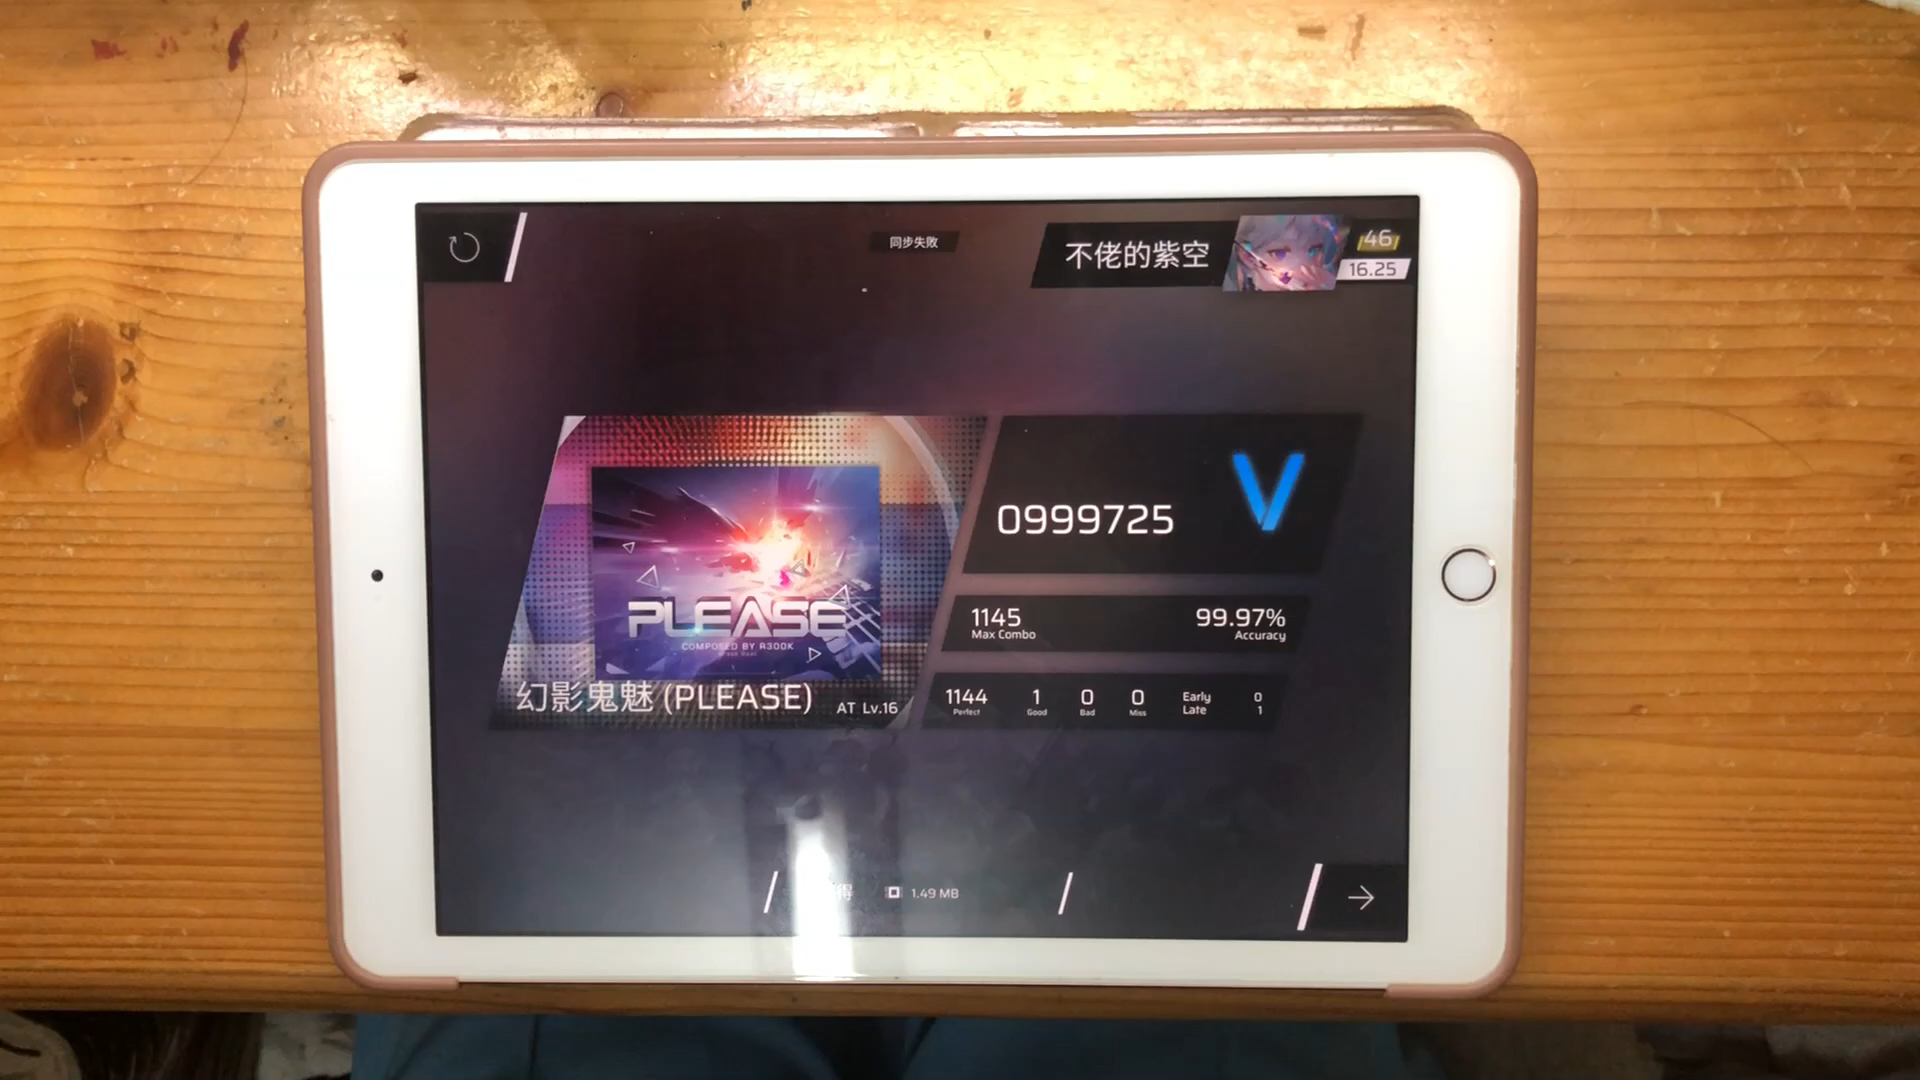 同步失败
不佬的紫空
46
16.25
PLEASE
COMPOSED BY R300K
幻影鬼魅 (PLEASE)
AT Lv.16
0999725
V
1145
Max Combo
99.97%
Accuracy
1144
Perfect
1
Good
0
Bad
0
Miss
Early 0
Late 1
得
1.49 MB